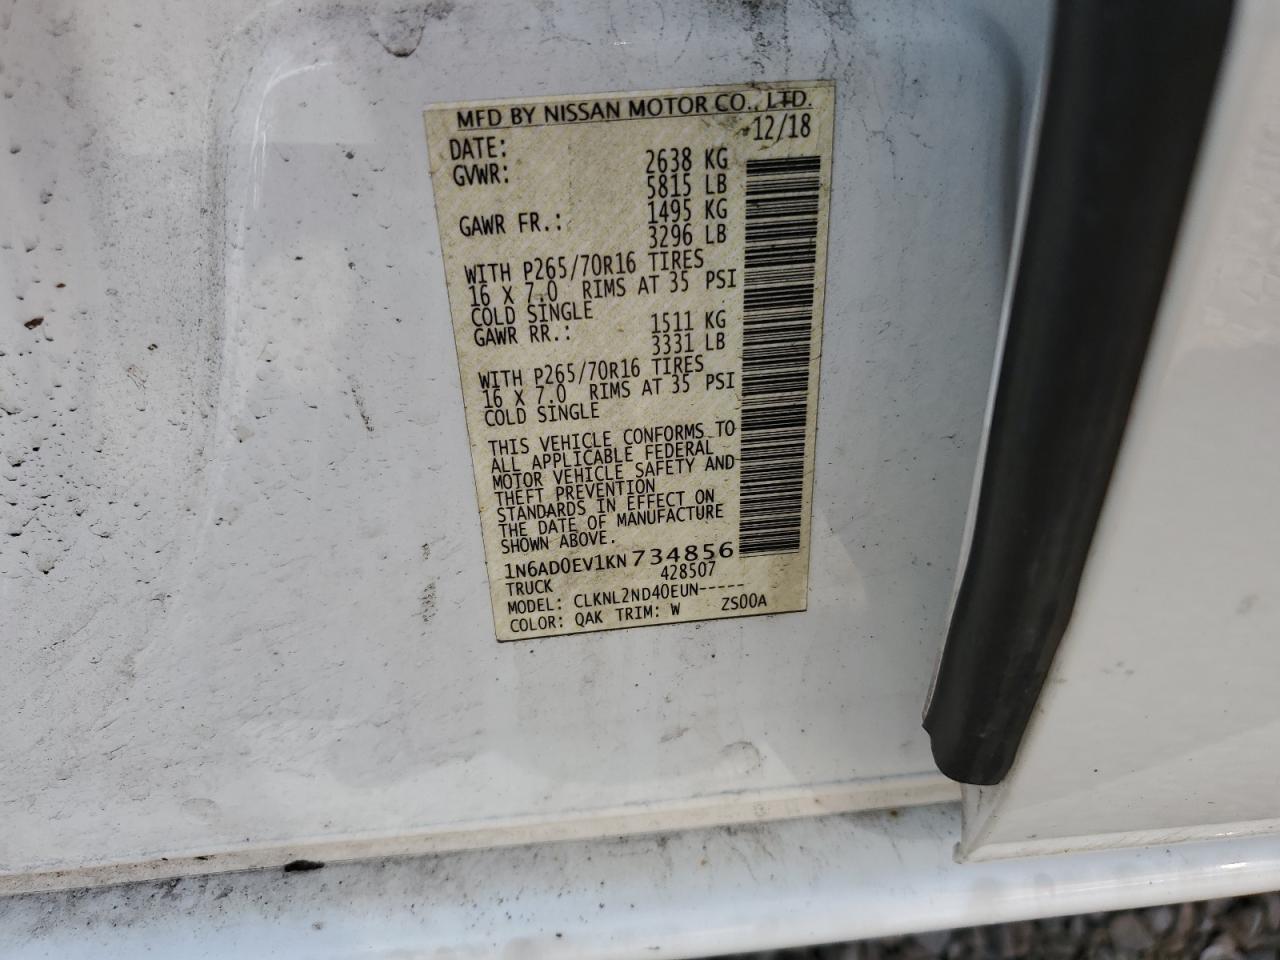 MFD BY NISSAN MOTOR CO., LTD.
DATE: 12/18
GVWR: 2638 KG
5815 LB
GAWR FR.: 1495 KG
3296 LB
WITH P265/70R16 TIRES
16 X 7.0 RIMS AT 35 PSI
COLD SINGLE
GAWR RR.: 1511 KG
3331 LB
WITH P265/70R16 TIRES
16 X 7.0 RIMS AT 35 PSI
COLD SINGLE
THIS VEHICLE CONFORMS TO
ALL APPLICABLE FEDERAL
MOTOR VEHICLE SAFETY AND
THEFT PREVENTION
STANDARDS IN EFFECT ON
THE DATE OF MANUFACTURE
SHOWN ABOVE.
1N6AD0EV1KN734856
TRUCK 428507
MODEL: CLKNL2ND40EUN-----
COLOR: QAK TRIM: W ZS00A